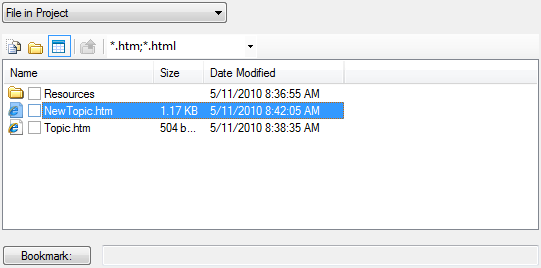 File in Project
*.htm;*.html
Name Size Date Modified
Resources 5/11/2010 8:36:55 AM
NewTopic.htm 1.17 KB 5/11/2010 8:42:05 AM
Topic.htm 504 b... 5/11/2010 8:38:35 AM
Bookmark: